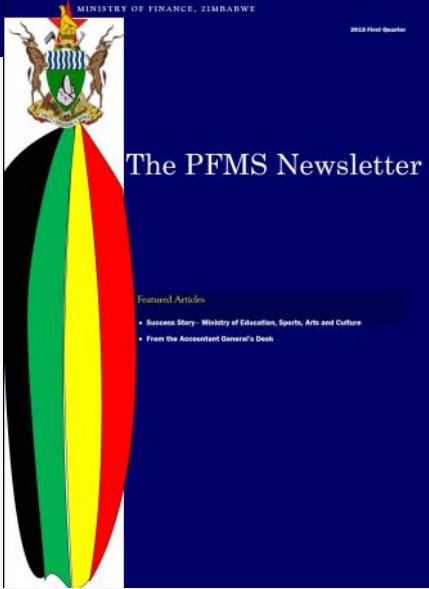 MINISTRY OF FINANCE, ZIMBABWE
2012 First Quarter
The PFMS Newsletter
Featured Articles
• Success Story– Ministry of Education, Sports, Arts and Culture
• From the Accountant General's Desk